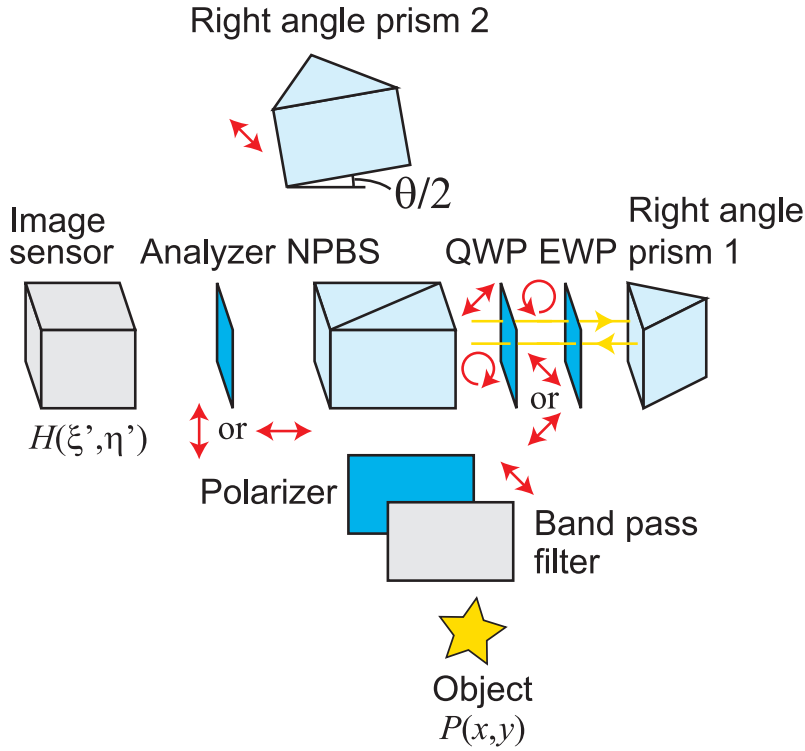 Right angle prism 2
θ/2
Image
sensor
Analyzer NPBS
QWP EWP
Right angle
prism 1
or
or
H(ξ',η')
Polarizer
Band pass
filter
Object
P(x,y)